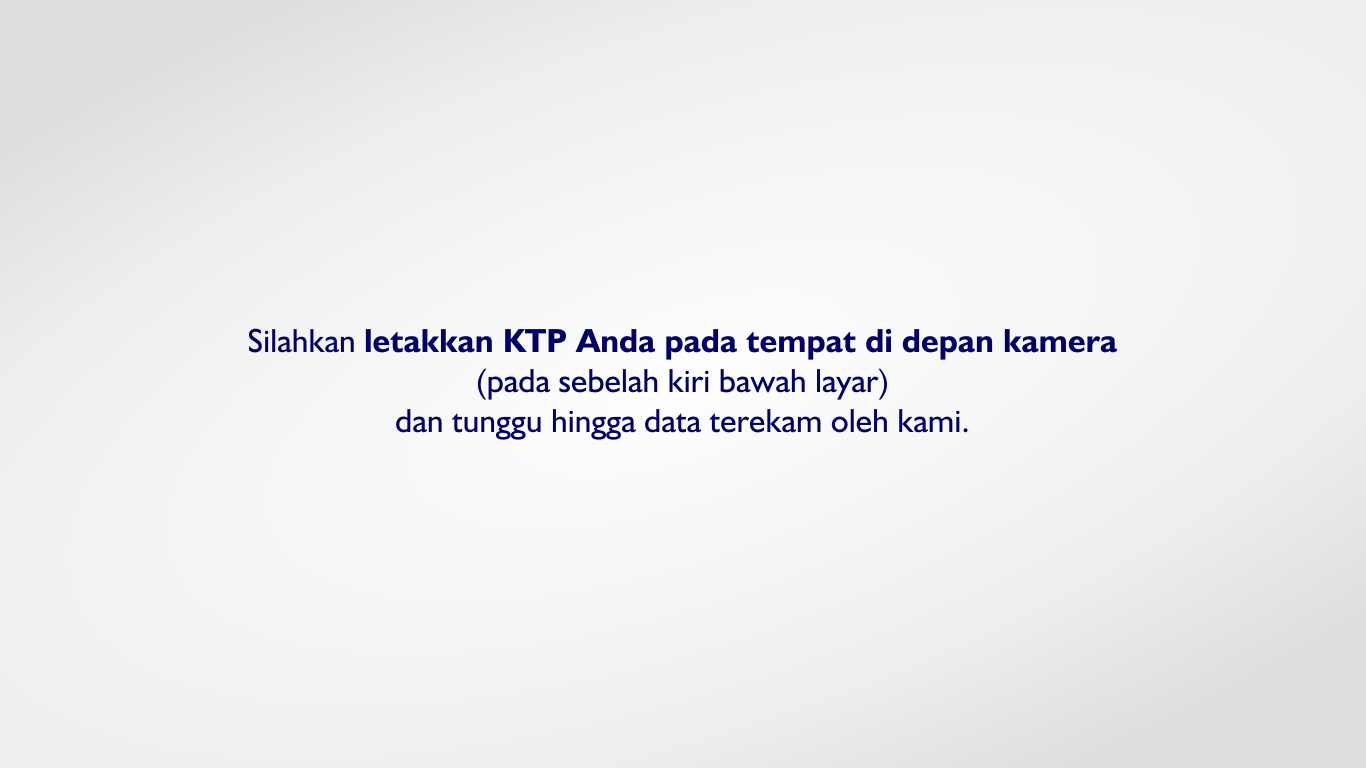 Silahkan letakkan KTP Anda pada tempat di depan kamera
(pada sebelah kiri bawah layar)
dan tunggu hingga data terekam oleh kami.